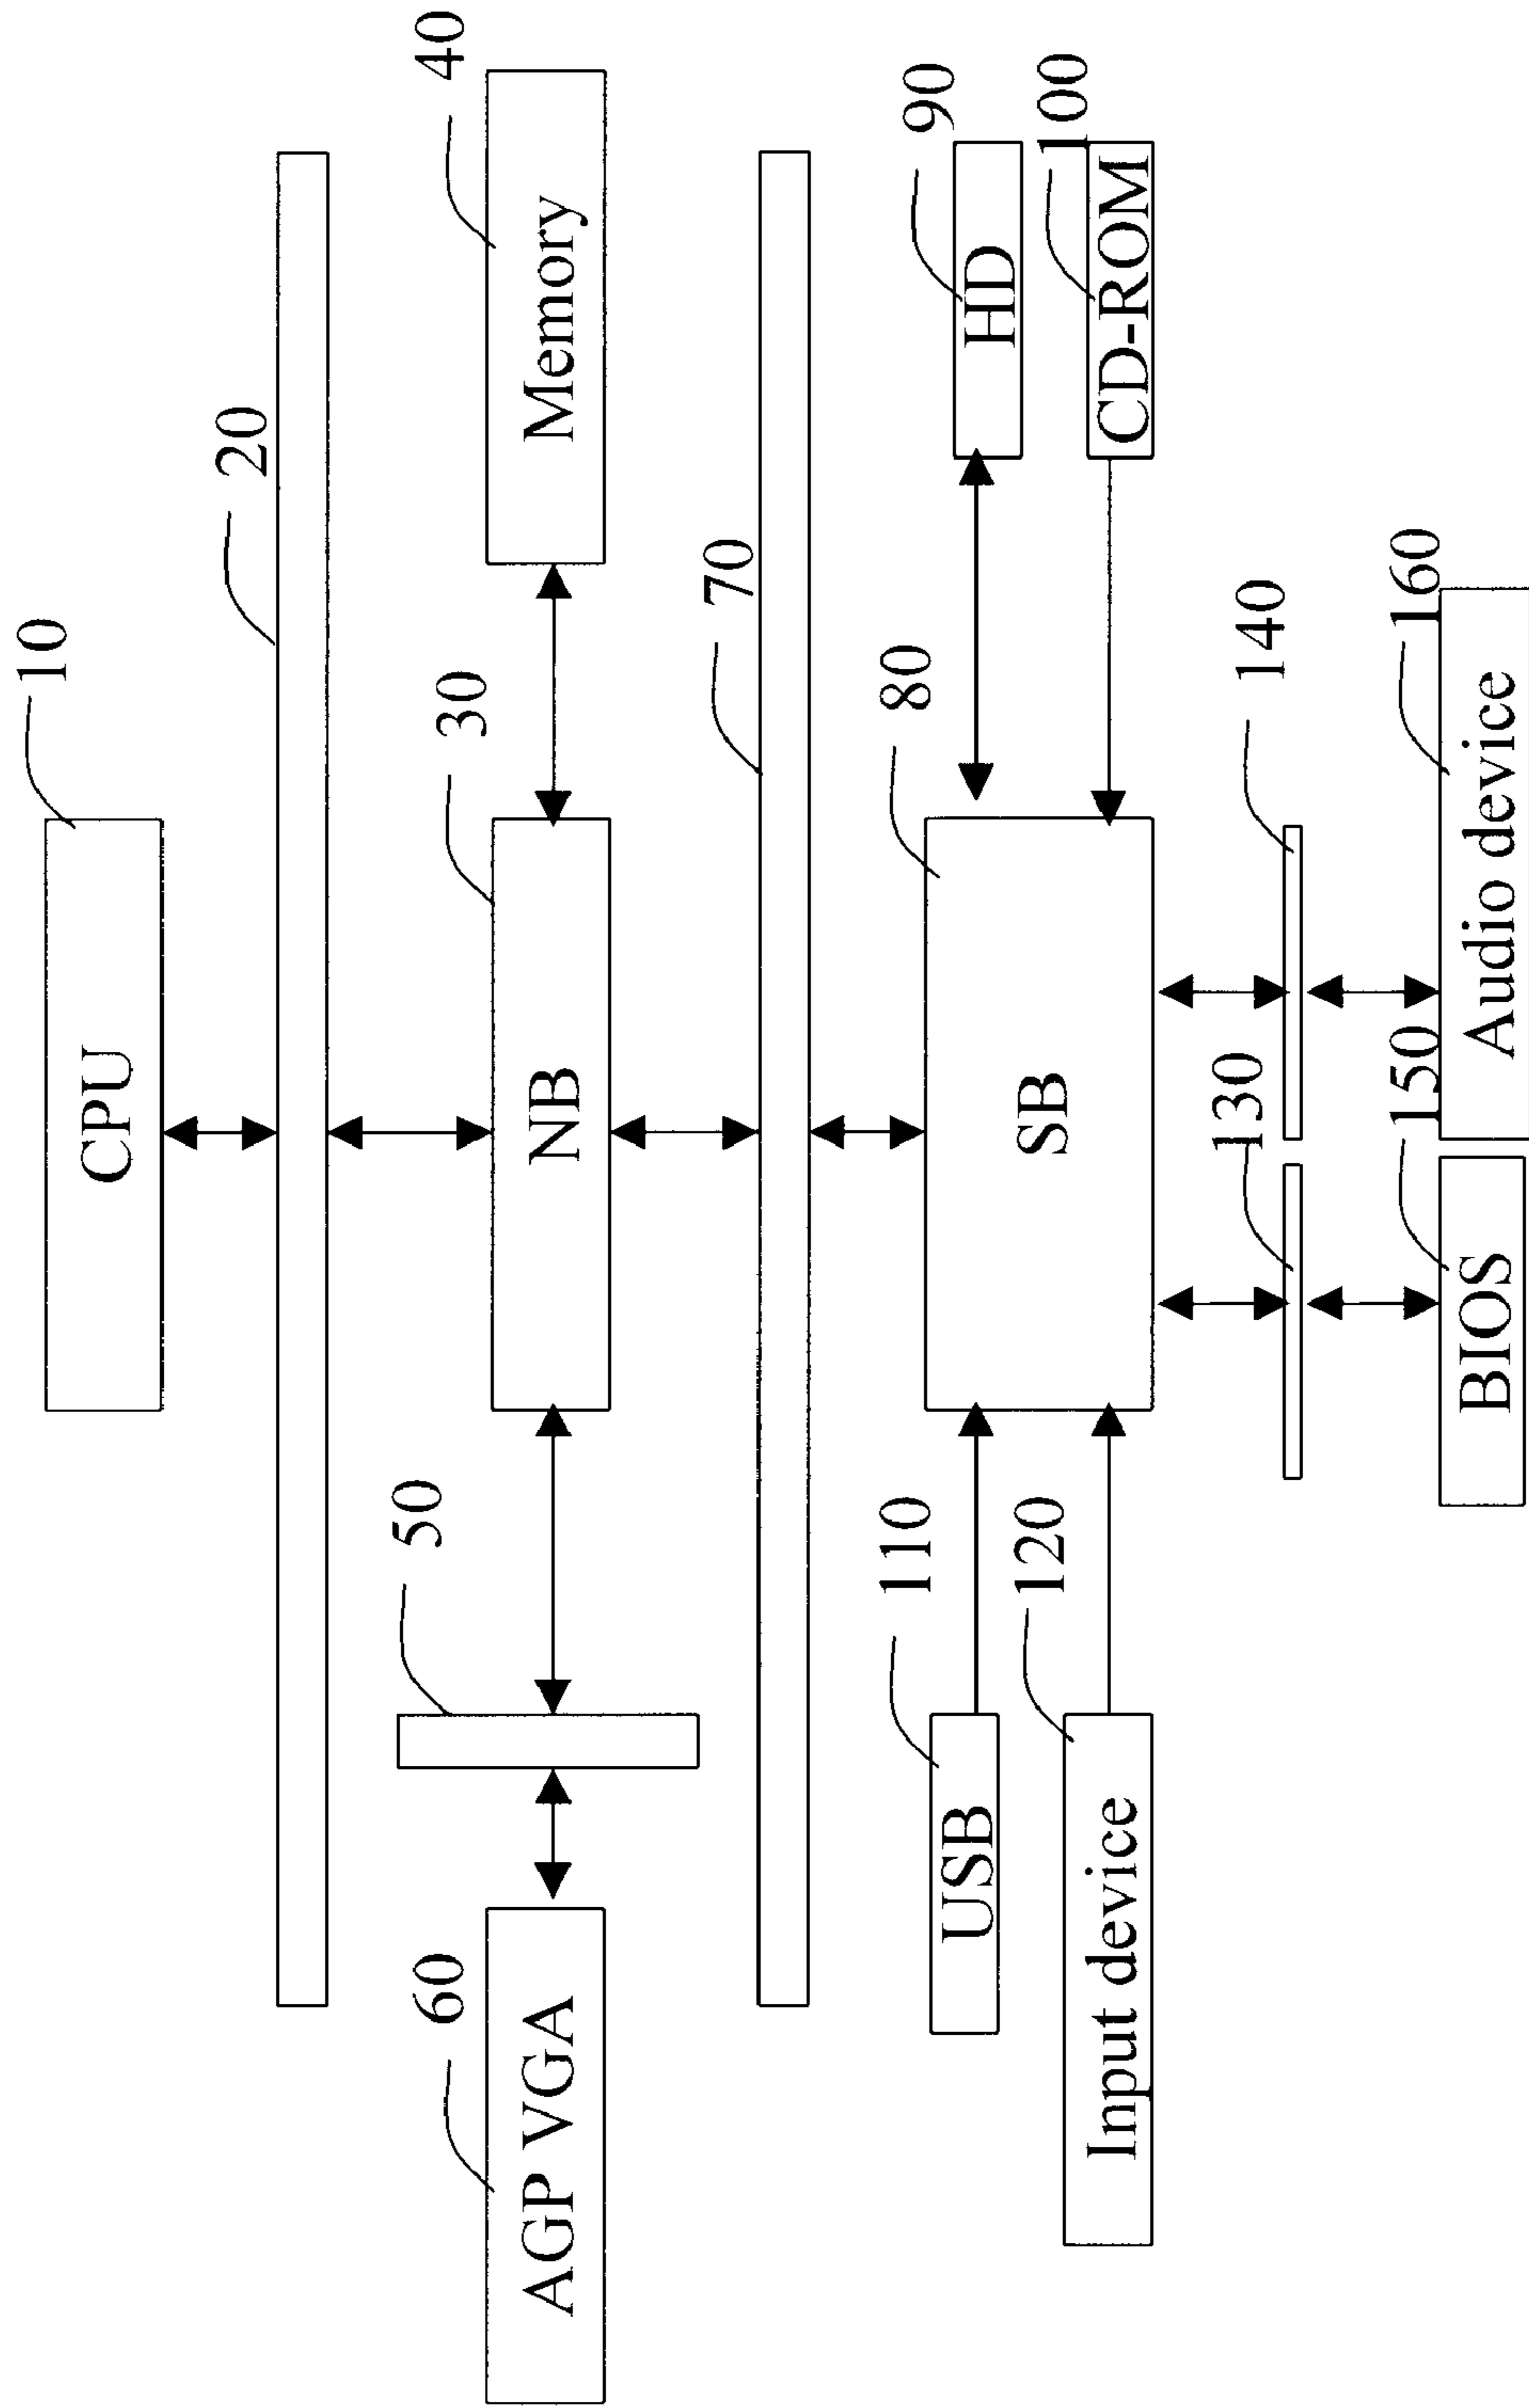 10
CPU
20
60
50
30
40
AGP VGA
NB
Memory
70
110
80
90
USB
HD
120
100
Input device
SB
CD-ROM
130
140
150
160
BIOS
Audio device